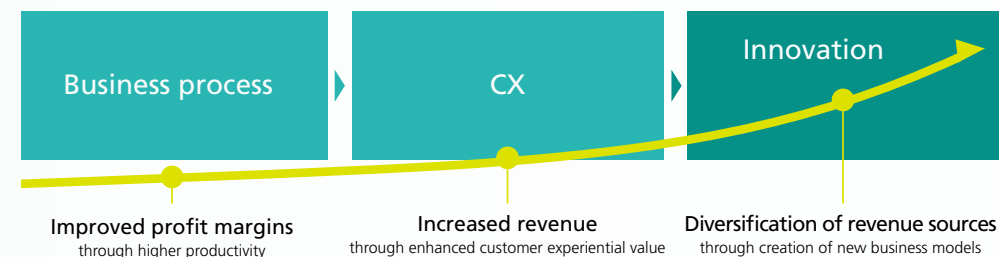 Business process
CX
Innovation
Improved profit margins
through higher productivity
Increased revenue
through enhanced customer experiential value
Diversification of revenue sources
through creation of new business models